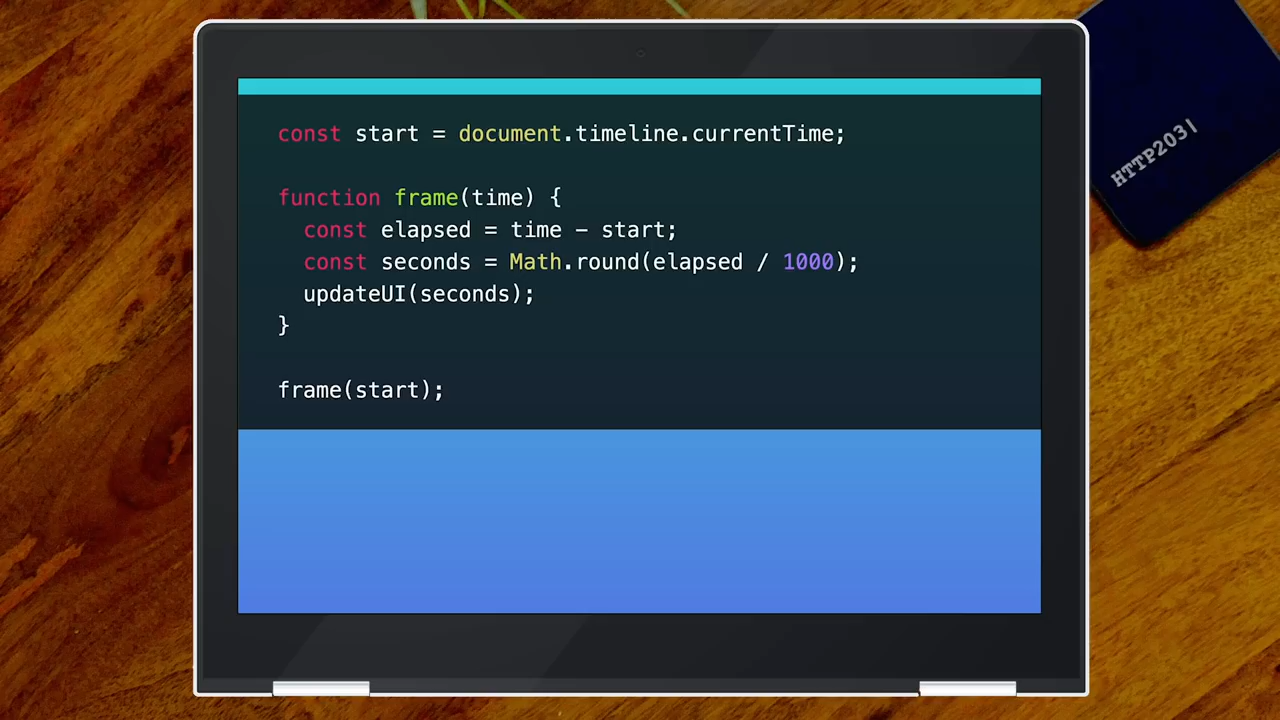 const start = document.timeline.currentTime;
function frame(time) {
  const elapsed = time - start;
  const seconds = Math.round(elapsed / 1000);
  updateUI(seconds);
}
frame(start);
HTTP203|